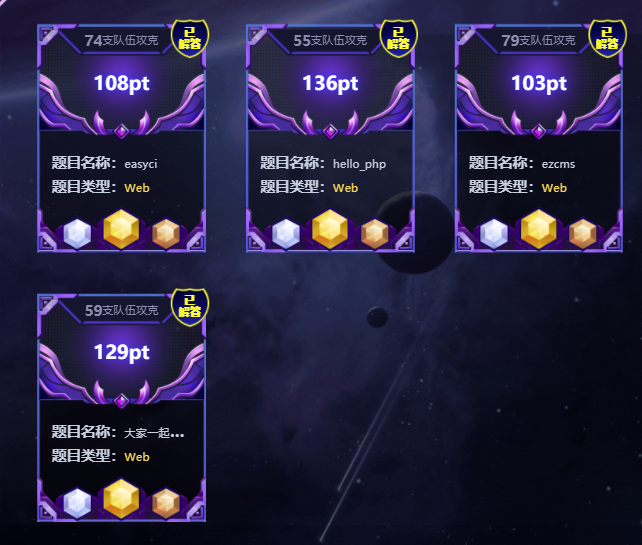 74支队伍攻克
已
解答
108pt
题目名称：easyci
题目类型：Web
55支队伍攻克
已
解答
136pt
题目名称：hello_php
题目类型：Web
79支队伍攻克
已
解答
103pt
题目名称：ezcms
题目类型：Web
59支队伍攻克
已
解答
129pt
题目名称：大家一起...
题目类型：Web